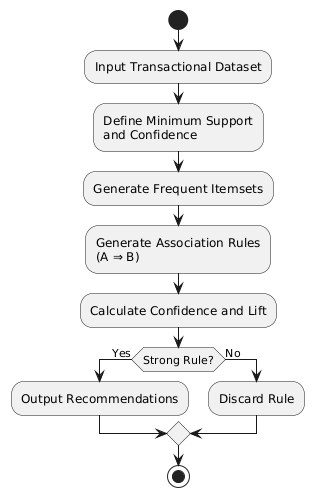 Input Transactional Dataset
Define Minimum Support
and Confidence
Generate Frequent Itemsets
Generate Association Rules
(A ⇒ B)
Calculate Confidence and Lift
Strong Rule?
Yes
No
Output Recommendations
Discard Rule